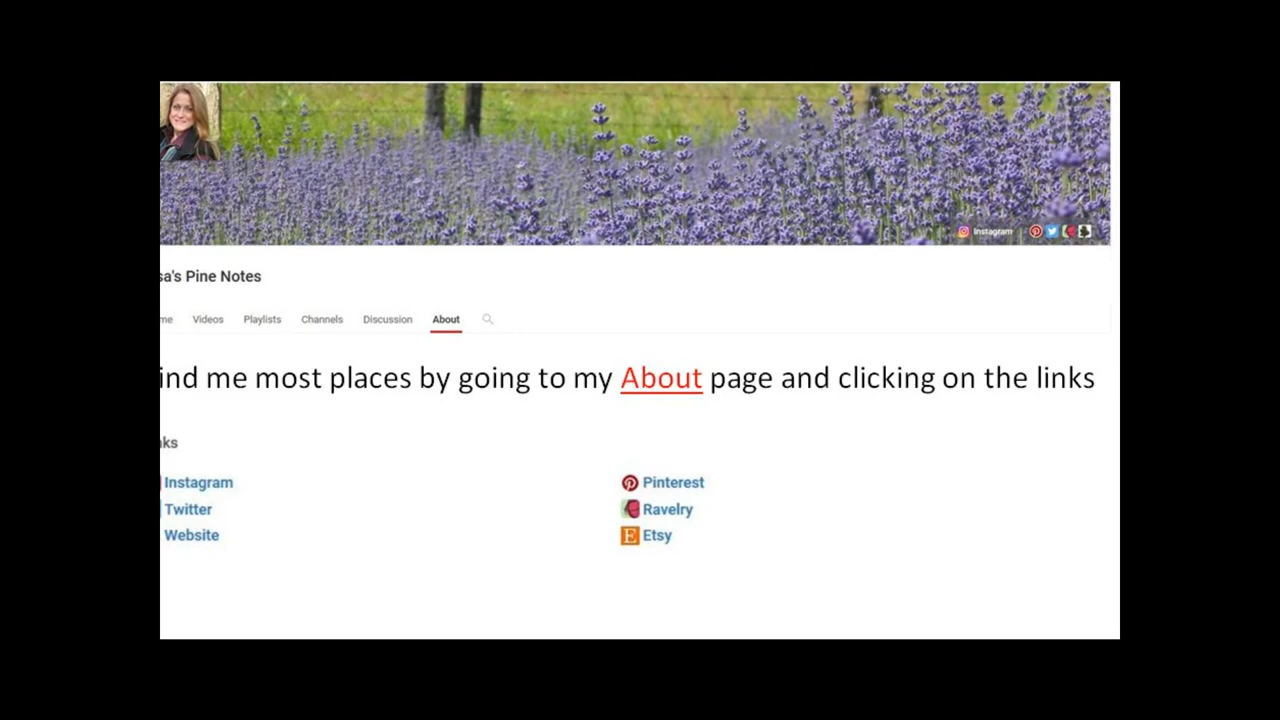 Instagram
sa's Pine Notes
me Videos Playlists Channels Discussion About
ind me most places by going to my About page and clicking on the links
ks
Instagram Pinterest
Twitter Ravelry
Website Etsy